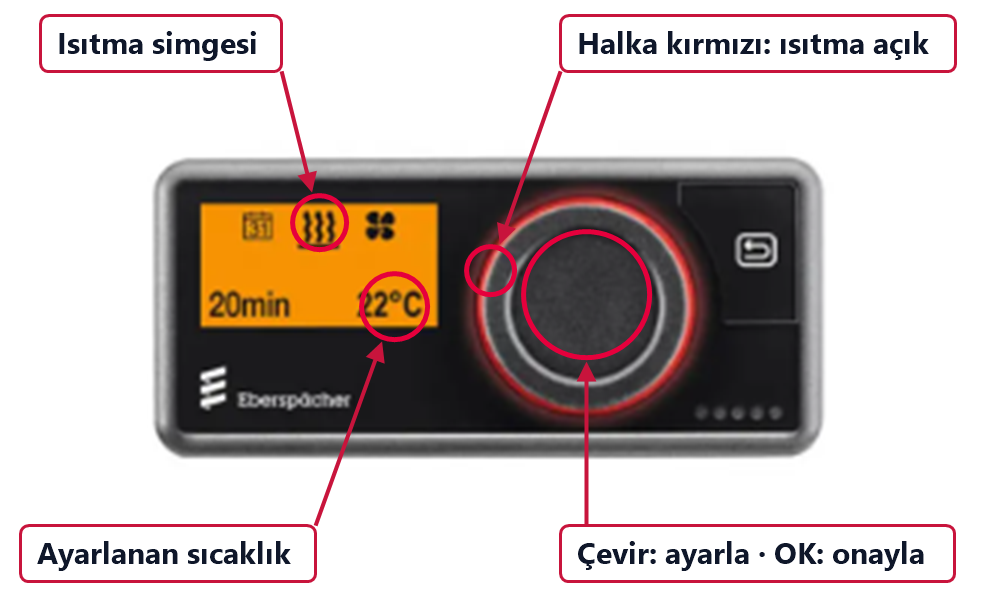 Isıtma simgesi
Halka kırmızı: ısıtma açık
31
20min
22°C
Eberspächer
Ayarlanan sıcaklık
Çevir: ayarla · OK: onayla